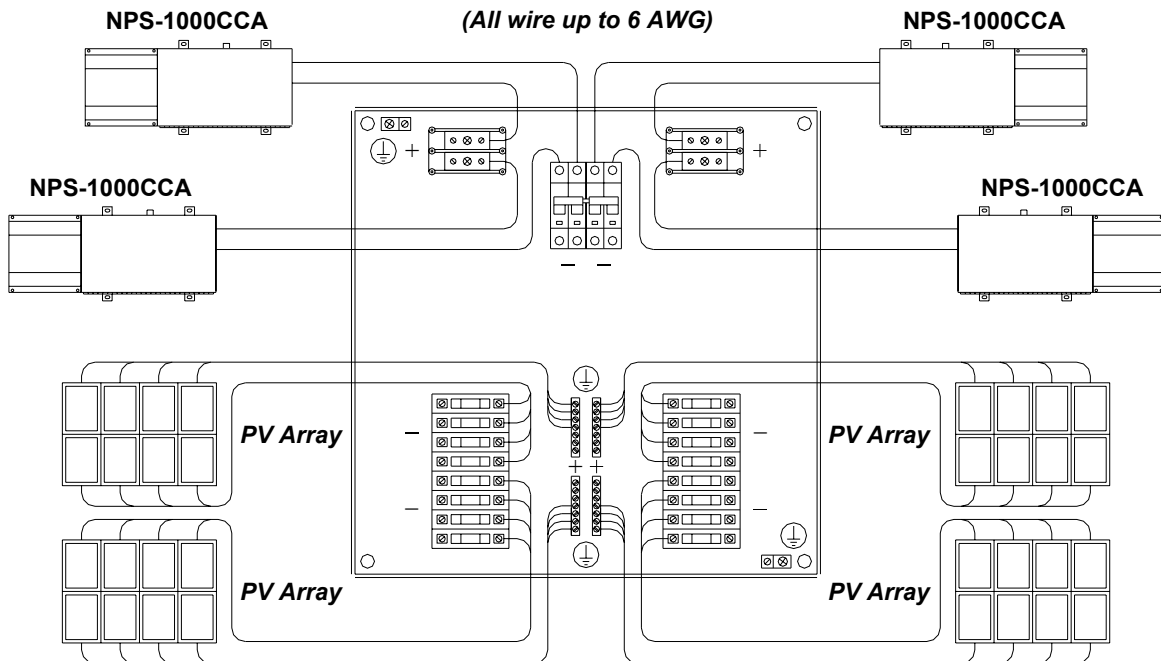 NPS-1000CCA
(All wire up to 6 AWG)
NPS-1000CCA
+
+
NPS-1000CCA
NPS-1000CCA
— —
PV Array
—
—
PV Array
+ +
—
—
PV Array
PV Array